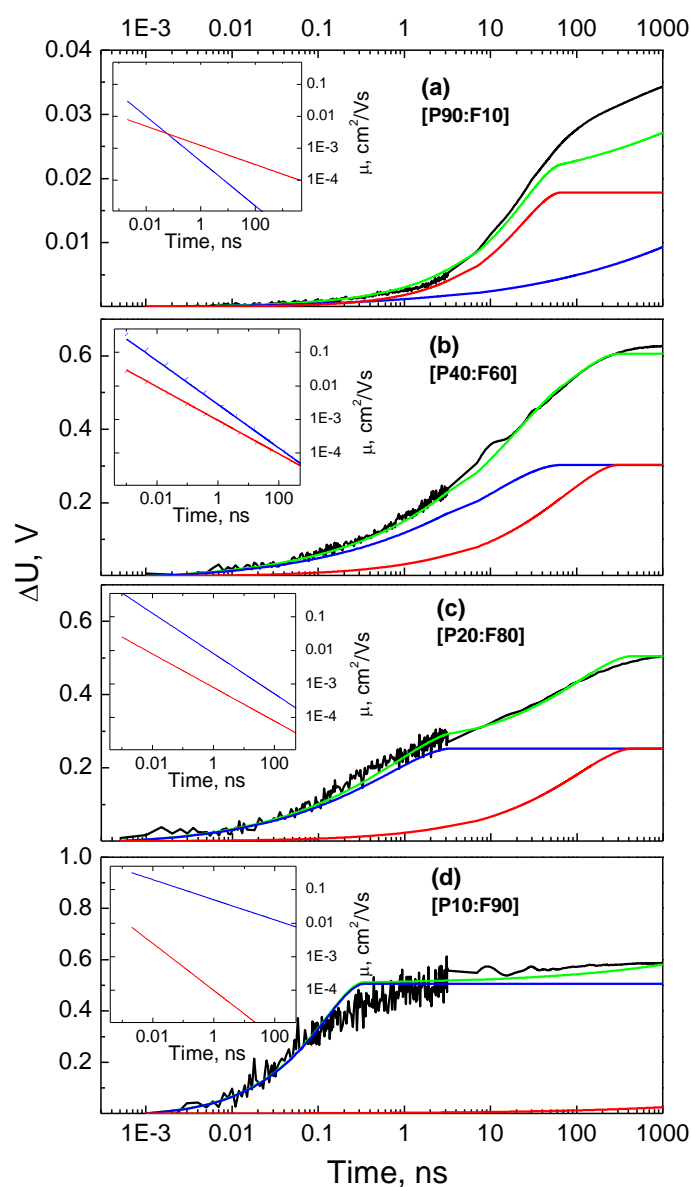 1E-3 0.01 0.1 1 10 100 1000
0.04
0.03
0.02
0.01
(a)
[P90:F10]
0.1
0.01
1E-3
1E-4
μ, cm²/Vs
0.01 1 100
Time, ns
0.6
0.4
0.2
(b)
[P40:F60]
0.1
0.01
1E-3
1E-4
μ, cm²/Vs
0.01 1 100
Time, ns
ΔU, V
0.6
0.4
0.2
(c)
[P20:F80]
0.1
1E-3
1E-4
μ, cm²/Vs
0.01 1 100
Time, ns
1.0
0.8
0.6
0.4
0.2
(d)
[P10:F90]
0.1
0.01
1E-3
1E-4
μ, cm²/Vs
0.01 1 100
Time, ns
1E-3 0.01 0.1 1 10 100 1000
Time, ns